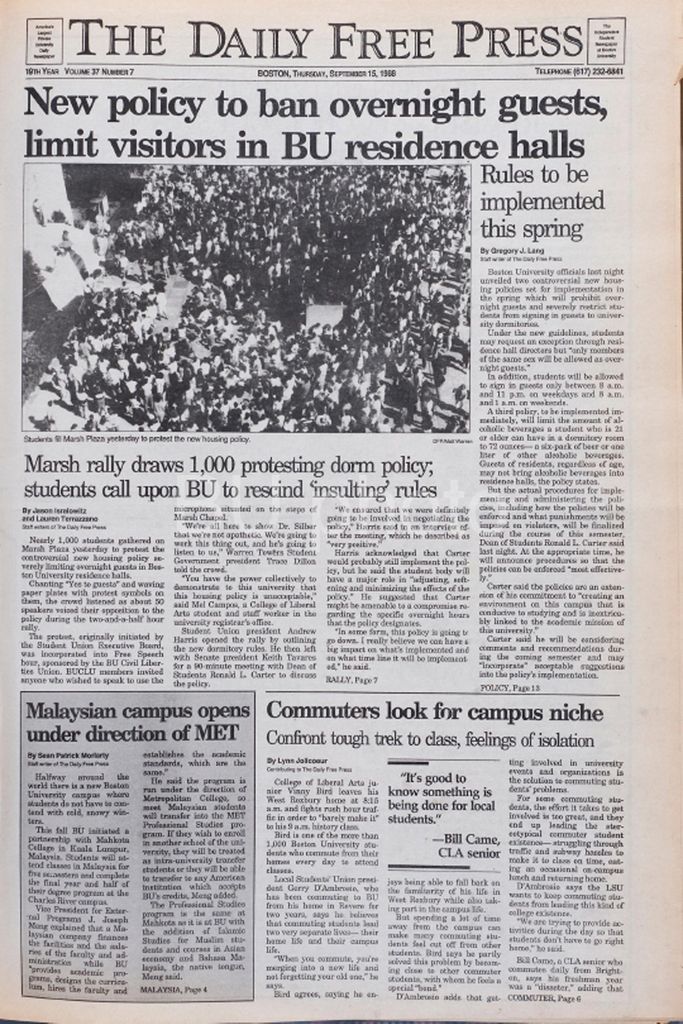 America's
Largest
Private
University
Daily
Newspaper
THE DAILY FREE PRESS
The
Independent
Student
Newspaper
at Boston
University
19TH YEAR VOLUME 37 NUMBER 7
BOSTON, THURSDAY, SEPTEMBER 15, 1988
TELEPHONE (617) 232-6841
New policy to ban overnight guests,
limit visitors in BU residence halls
Students fill Marsh Plaza yesterday to protest the new housing policy.
DFP/Matt Warren
Rules to be
implemented
this spring
By Gregory J. Lang
Staff writer of The Daily Free Press
Boston University officials last night
unveiled two controversial new hous-
ing policies set for implementation in
the spring which will prohibit over-
night guests and severely restrict stu-
dents from signing in guests to univer-
sity dormitories.
Under the new guidelines, students
may request an exception through resi-
dence hall directors but "only members
of the same sex will be allowed as over-
night guests."
In addition, students will be allowed
to sign in guests only between 8 a.m.
and 11 p.m. on weekdays and 8 a.m.
and 1 a.m. on weekends.
A third policy, to be implemented im-
mediately, will limit the amount of al-
coholic beverages a student who is 21
or older can have in a dormitory room
to 72 ounces— a six-pack of beer or one
liter of other alcoholic beverages.
Guests of residents, regardless of age,
may not bring alcoholic beverages into
residence halls, the policy states.
But the actual procedures for imple-
menting and administering the poli-
cies, including how the policies will be
enforced and what punishments will be
imposed on violators, will be finalized
during the course of this semester,
Dean of Students Ronald L. Carter said
last night. At the appropriate time, he
will announce procedures so that the
policies can be enforced "most effective-
ly."
Carter said the policies are an exten-
sion of his commitment to "creating an
environment on this campus that is
conducive to studying and is inextrica-
bly linked to the academic mission of
this university."
Carter said he will be considering
comments and recommendations dur-
ing the coming semester and may
"incorporate" acceptable suggestions
into the policy's implementation.
POLICY, Page 13
Marsh rally draws 1,000 protesting dorm policy;
students call upon BU to rescind 'insulting' rules
By Jason Isrelowitz
and Lauren Ternazzano
Staff writers of The Daily Free Press
Nearly 1,000 students gathered on
Marsh Plaza yesterday to protest the
controversial new housing policy se-
verely limiting overnight guests in Bos-
ton University residence halls.
Chanting "Yes to guests" and waving
paper plates with protest symbols on
them, the crowd listened as about 50
speakers voiced their opposition to the
policy during the two-and-a-half hour
rally.
The protest, originally initiated by
the Student Union Executive Board,
was incorporated into Free Speech
hour, sponsored by the BU Civil Liber-
ties Union. BUCLU members invited
anyone who wished to speak to use the
microphone situated on the steps of
Marsh Chapel.
"We're all here to show Dr. Silber
that we're not apathetic. We're going to
work this thing out, and he's going to
listen to us," Warren Towers Student
Government president Trace Dillon
told the crowd.
"You have the power collectively to
demonstrate to this university that
this housing policy is unacceptable,"
said Mel Campos, a College of Liberal
Arts student and staff worker in the
university registrar's office.
Student Union president Andrew
Harris opened the rally by outlining
the new dormitory rules. He then left
with Senate president Keith Tavares
for a 90-minute meeting with Dean of
Students Ronald L. Carter to discuss
the policy.
"We ensured that we were definitely
going to be involved in negotiating the
policy," Harris said in an interview af-
ter the meeting, which he described as
"very positive."
Harris acknowledged that Carter
would probably still implement the pol-
icy, but he said the student body will
have a major role in "adjusting, soft-
ening and minimizing the effects of the
policy." He suggested that Carter
might be amenable to a compromise re-
garding the specific overnight hours
that the policy designates.
"In some form, this policy is going to
go down. I really believe we can have a
big impact on what's implemented and
on what time line it will be implement-
ed," he said.
RALLY, Page 7
Malaysian campus opens
under direction of MET
By Sean Patrick Moriarty
Staff writer of The Daily Free Press
Halfway around the
world there is a new Boston
University campus where
students do not have to con-
tend with cold, snowy win-
ters.
This fall BU initiated a
partnership with Mahkota
College in Kuala Lumpur,
Malaysia. Students will at-
tend classes in Malaysia for
five semesters and complete
the final year and half of
their degree program at the
Charles River campus.
Vice President for Exter-
nal Programs J. Joseph
Meng explained that a Ma-
laysian company finances
the facilities and the sala-
ries of the faculty and ad-
ministration while BU
"provides academic pro-
grams, designs the curricu-
lum, hires the faculty and
establishes the academic
standards, which are the
same."
He said the program is
run under the direction of
Metropolitan College, so
most Malaysian students
will transfer into the MET
Professional Studies pro-
gram. If they wish to enroll
in another school of the uni-
versity, they will be treated
as intra-university transfer
students or they will be able
to transfer to any American
institution which accepts
BU's credits, Meng added.
The Professional Studies
program is the same at
Mahkota as it is at BU with
the addition of Islamic
Studies for Muslim stu-
dents and courses in Asian
economy and Bahasa Ma-
laysia, the native tongue,
Meng said.
MALAYSIA, Page 4
Commuters look for campus niche
Confront tough trek to class, feelings of isolation
By Lynn Jolicoeur
Contributing to The Daily Free Press
College of Liberal Arts ju-
nior Vinny Bird leaves his
West Roxbury home at 8:15
a.m. and fights rush hour traf-
fic in order to "barely make it"
to his 9 a.m. history class.
Bird is one of the more than
1,000 Boston University stu-
dents who commute from their
homes every day to attend
classes.
Local Students' Union presi-
dent Gerry D'Ambrosio, who
has been commuting to BU
from his home in Revere for
two years, says he believes
that commuting students lead
two very separate lives— their
home life and their campus
life.
"When you commute, you're
merging into a new life and
not forgetting your old one," he
says.
Bird agrees, saying he en-
"It's good to
know something is
being done for local
students."
—Bill Came,
CLA senior
joys being able to fall back on
the familiarity of his life in
West Roxbury while also tak-
ing part in the campus life.
But spending a lot of time
away from the campus can
make many commuting stu-
dents feel cut off from other
students. Bird says he partly
solved this problem by becom-
ing close to other commuter
students, with whom he feels a
special "bond."
D'Ambrosio adds that get-
ting involved in university
events and organizations is
the solution to commuting stu-
dents' problems.
For some commuting stu-
dents, the effort it takes to get
involved is too great, and they
end up leading the ster-
eotypical commuter student
existence— struggling through
traffic and subway hassles to
make it to class on time, eat-
ing an occasional on-campus
lunch and returning home.
D'Ambrosio says the LSU
wants to keep commuting stu-
dents from leading this kind of
college existence.
"We are trying to provide ac-
tivities during the day so that
students don't have to go right
home," he said.
Bill Came, a CLA senior who
commutes daily from Bright-
on, says his freshman year
was a "disaster," adding that
COMMUTER, Page 6